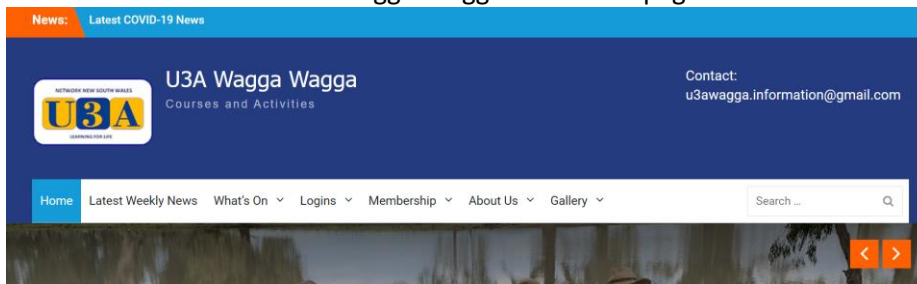 News: Latest COVID-19 News
U3A Wagga Wagga
Courses and Activities
Contact:
u3awagga.information@gmail.com
NETWORK NEW SOUTH WALES
U3A
LEARNING FOR LIFE
Home Latest Weekly News What's On Logins Membership About Us Gallery Search ...